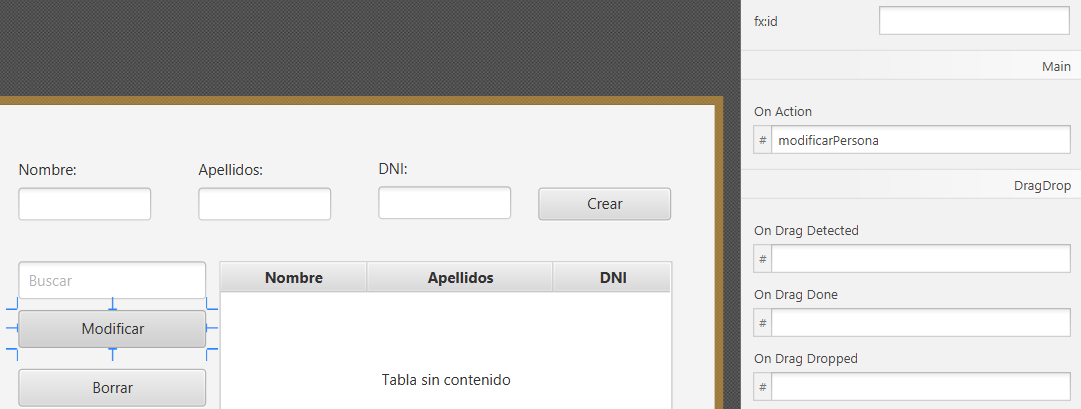 Nombre:
Apellidos:
DNI:
Crear
Buscar
Modificar
Borrar
Nombre Apellidos DNI
Tabla sin contenido
fx:id
Main
On Action
# modificarPersona
DragDrop
On Drag Detected
#
On Drag Done
#
On Drag Dropped
#